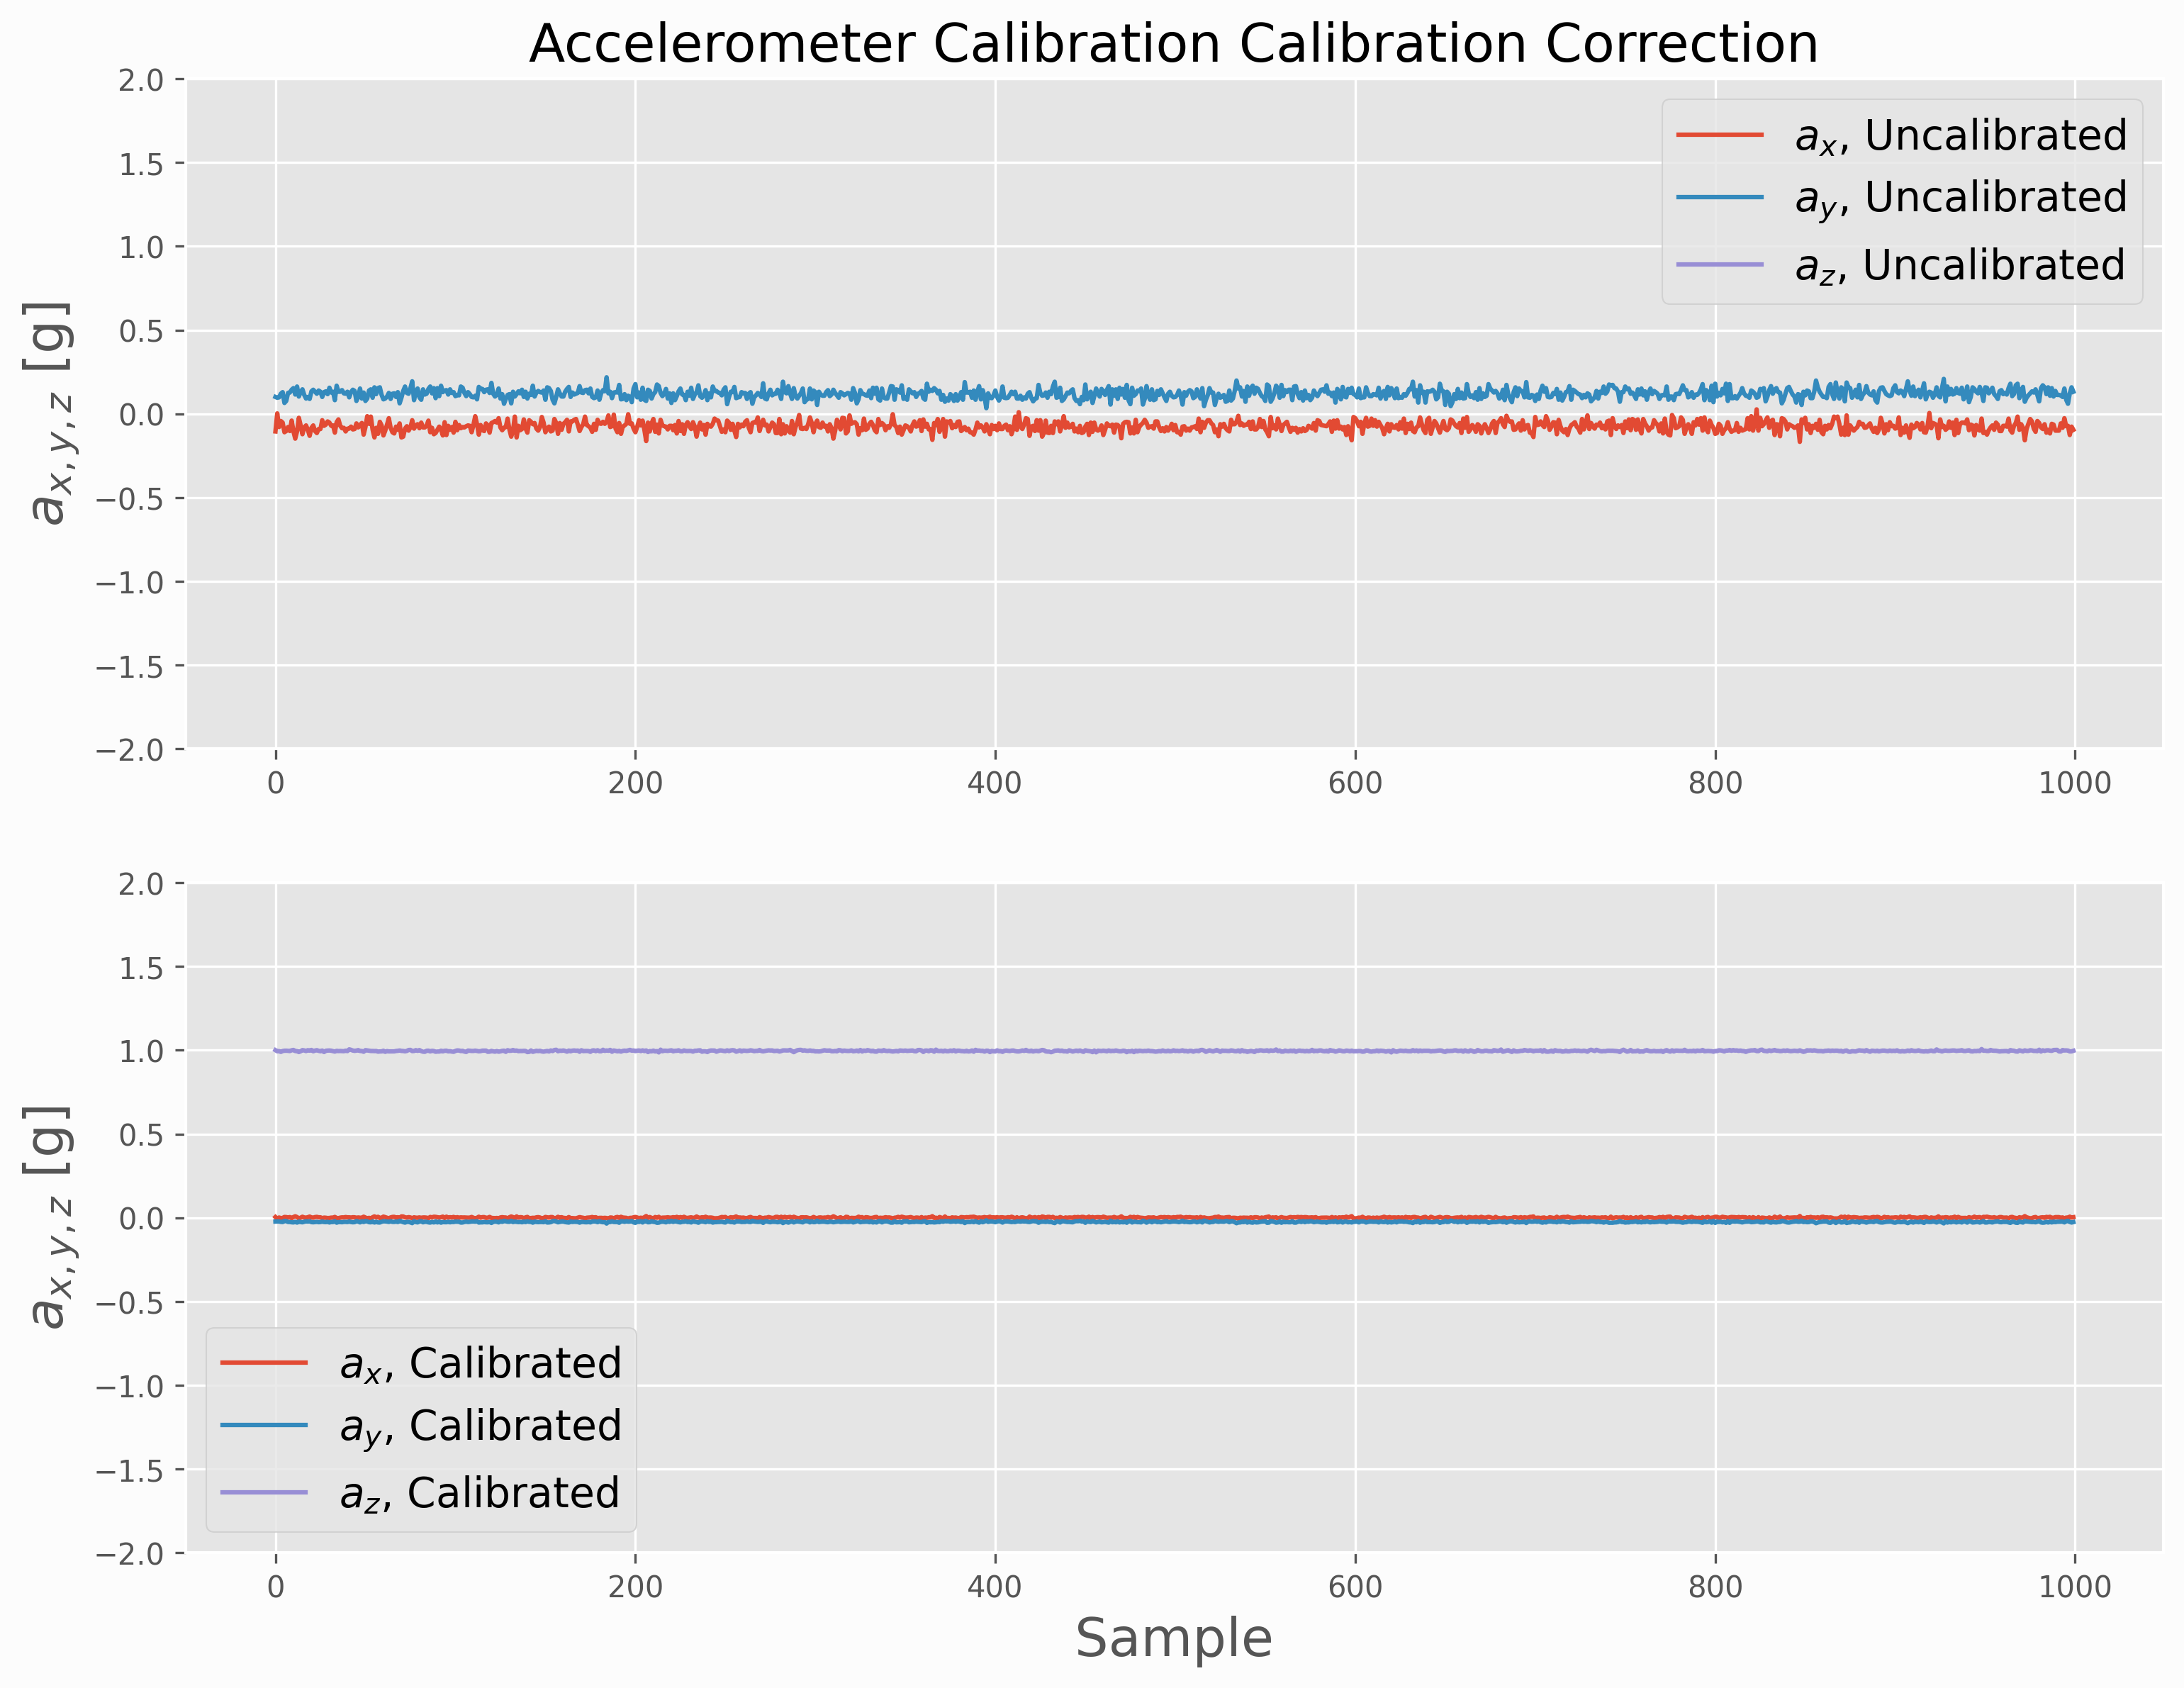 Accelerometer Calibration Calibration Correction
2.0
1.5
1.0
0.5
0.0
−0.5
−1.0
−1.5
−2.0
a_{x,y,z} [g]
a_x, Uncalibrated
a_y, Uncalibrated
a_z, Uncalibrated
0 200 400 600 800 1000
2.0
1.5
1.0
0.5
0.0
−0.5
−1.0
−1.5
−2.0
a_{x,y,z} [g]
a_x, Calibrated
a_y, Calibrated
a_z, Calibrated
0 200 400 600 800 1000
Sample